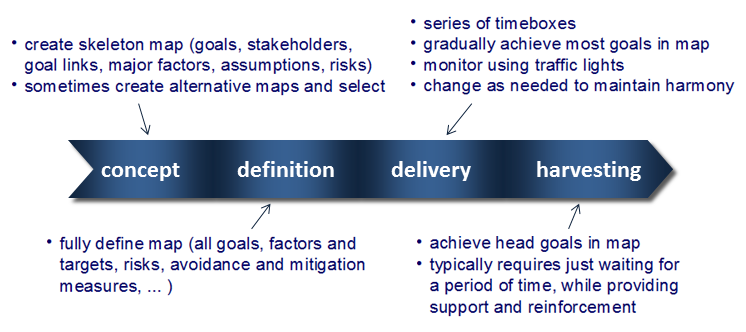 • create skeleton map (goals, stakeholders,
goal links, major factors, assumptions, risks)
• sometimes create alternative maps and select
• series of timeboxes
• gradually achieve most goals in map
• monitor using traffic lights
• change as needed to maintain harmony
concept definition delivery harvesting
• fully define map (all goals, factors and
targets, risks, avoidance and mitigation
measures, ... )
• achieve head goals in map
• typically requires just waiting for
a period of time, while providing
support and reinforcement